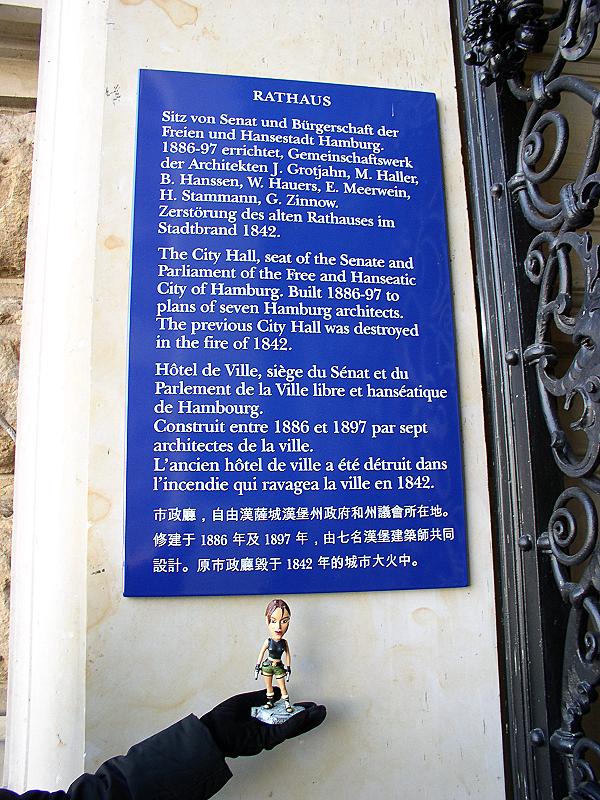 RATHAUS
Sitz von Senat und Bürgerschaft der
Freien und Hansestadt Hamburg.
1886-97 errichtet, Gemeinschaftswerk
der Architekten J. Grotjahn, M. Haller,
B. Hanssen, W. Hauers, E. Meerwein,
H. Stammann, G. Zinnow.
Zerstörung des alten Rathauses im
Stadtbrand 1842.
The City Hall, seat of the Senate and
Parliament of the Free and Hanseatic
City of Hamburg. Built 1886-97 to
plans of seven Hamburg architects.
The previous City Hall was destroyed
in the fire of 1842.
Hôtel de Ville, siège du Sénat et du
Parlement de la Ville libre et hanséatique
de Hambourg.
Construit entre 1886 et 1897 par sept
architectes de la ville.
L'ancien hôtel de ville a été détruit dans
l'incendie qui ravagea la ville en 1842.
市政廳，自由漢薩城漢堡州政府和州議會所在地。
修建于 1886 年及 1897 年，由七名漢堡建築師共同
設計。原市政廳毀于 1842 年的城市大火中。